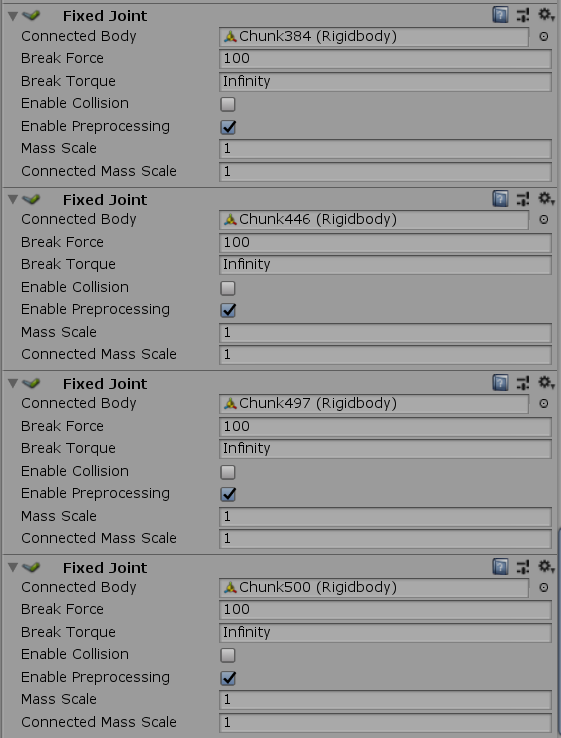 Fixed Joint
Connected Body Chunk384 (Rigidbody)
Break Force 100
Break Torque Infinity
Enable Collision
Enable Preprocessing
Mass Scale 1
Connected Mass Scale 1
Fixed Joint
Connected Body Chunk446 (Rigidbody)
Break Force 100
Break Torque Infinity
Enable Collision
Enable Preprocessing
Mass Scale 1
Connected Mass Scale 1
Fixed Joint
Connected Body Chunk497 (Rigidbody)
Break Force 100
Break Torque Infinity
Enable Collision
Enable Preprocessing
Mass Scale 1
Connected Mass Scale 1
Fixed Joint
Connected Body Chunk500 (Rigidbody)
Break Force 100
Break Torque Infinity
Enable Collision
Enable Preprocessing
Mass Scale 1
Connected Mass Scale 1